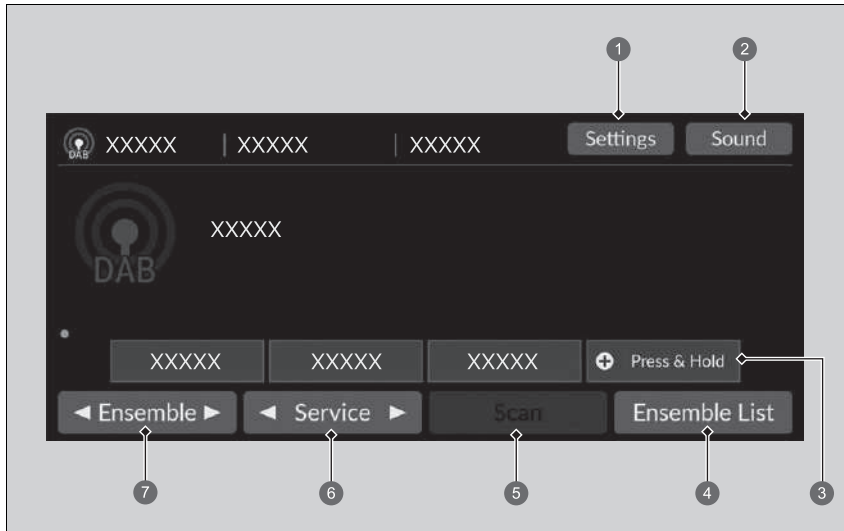 1 2
DAB XXXXX | XXXXX | XXXXX Settings Sound
XXXXX
DAB
XXXXX XXXXX XXXXX Press & Hold
3
◄ Ensemble ► ◄ Service ► Scan Ensemble List
7 6 5 4